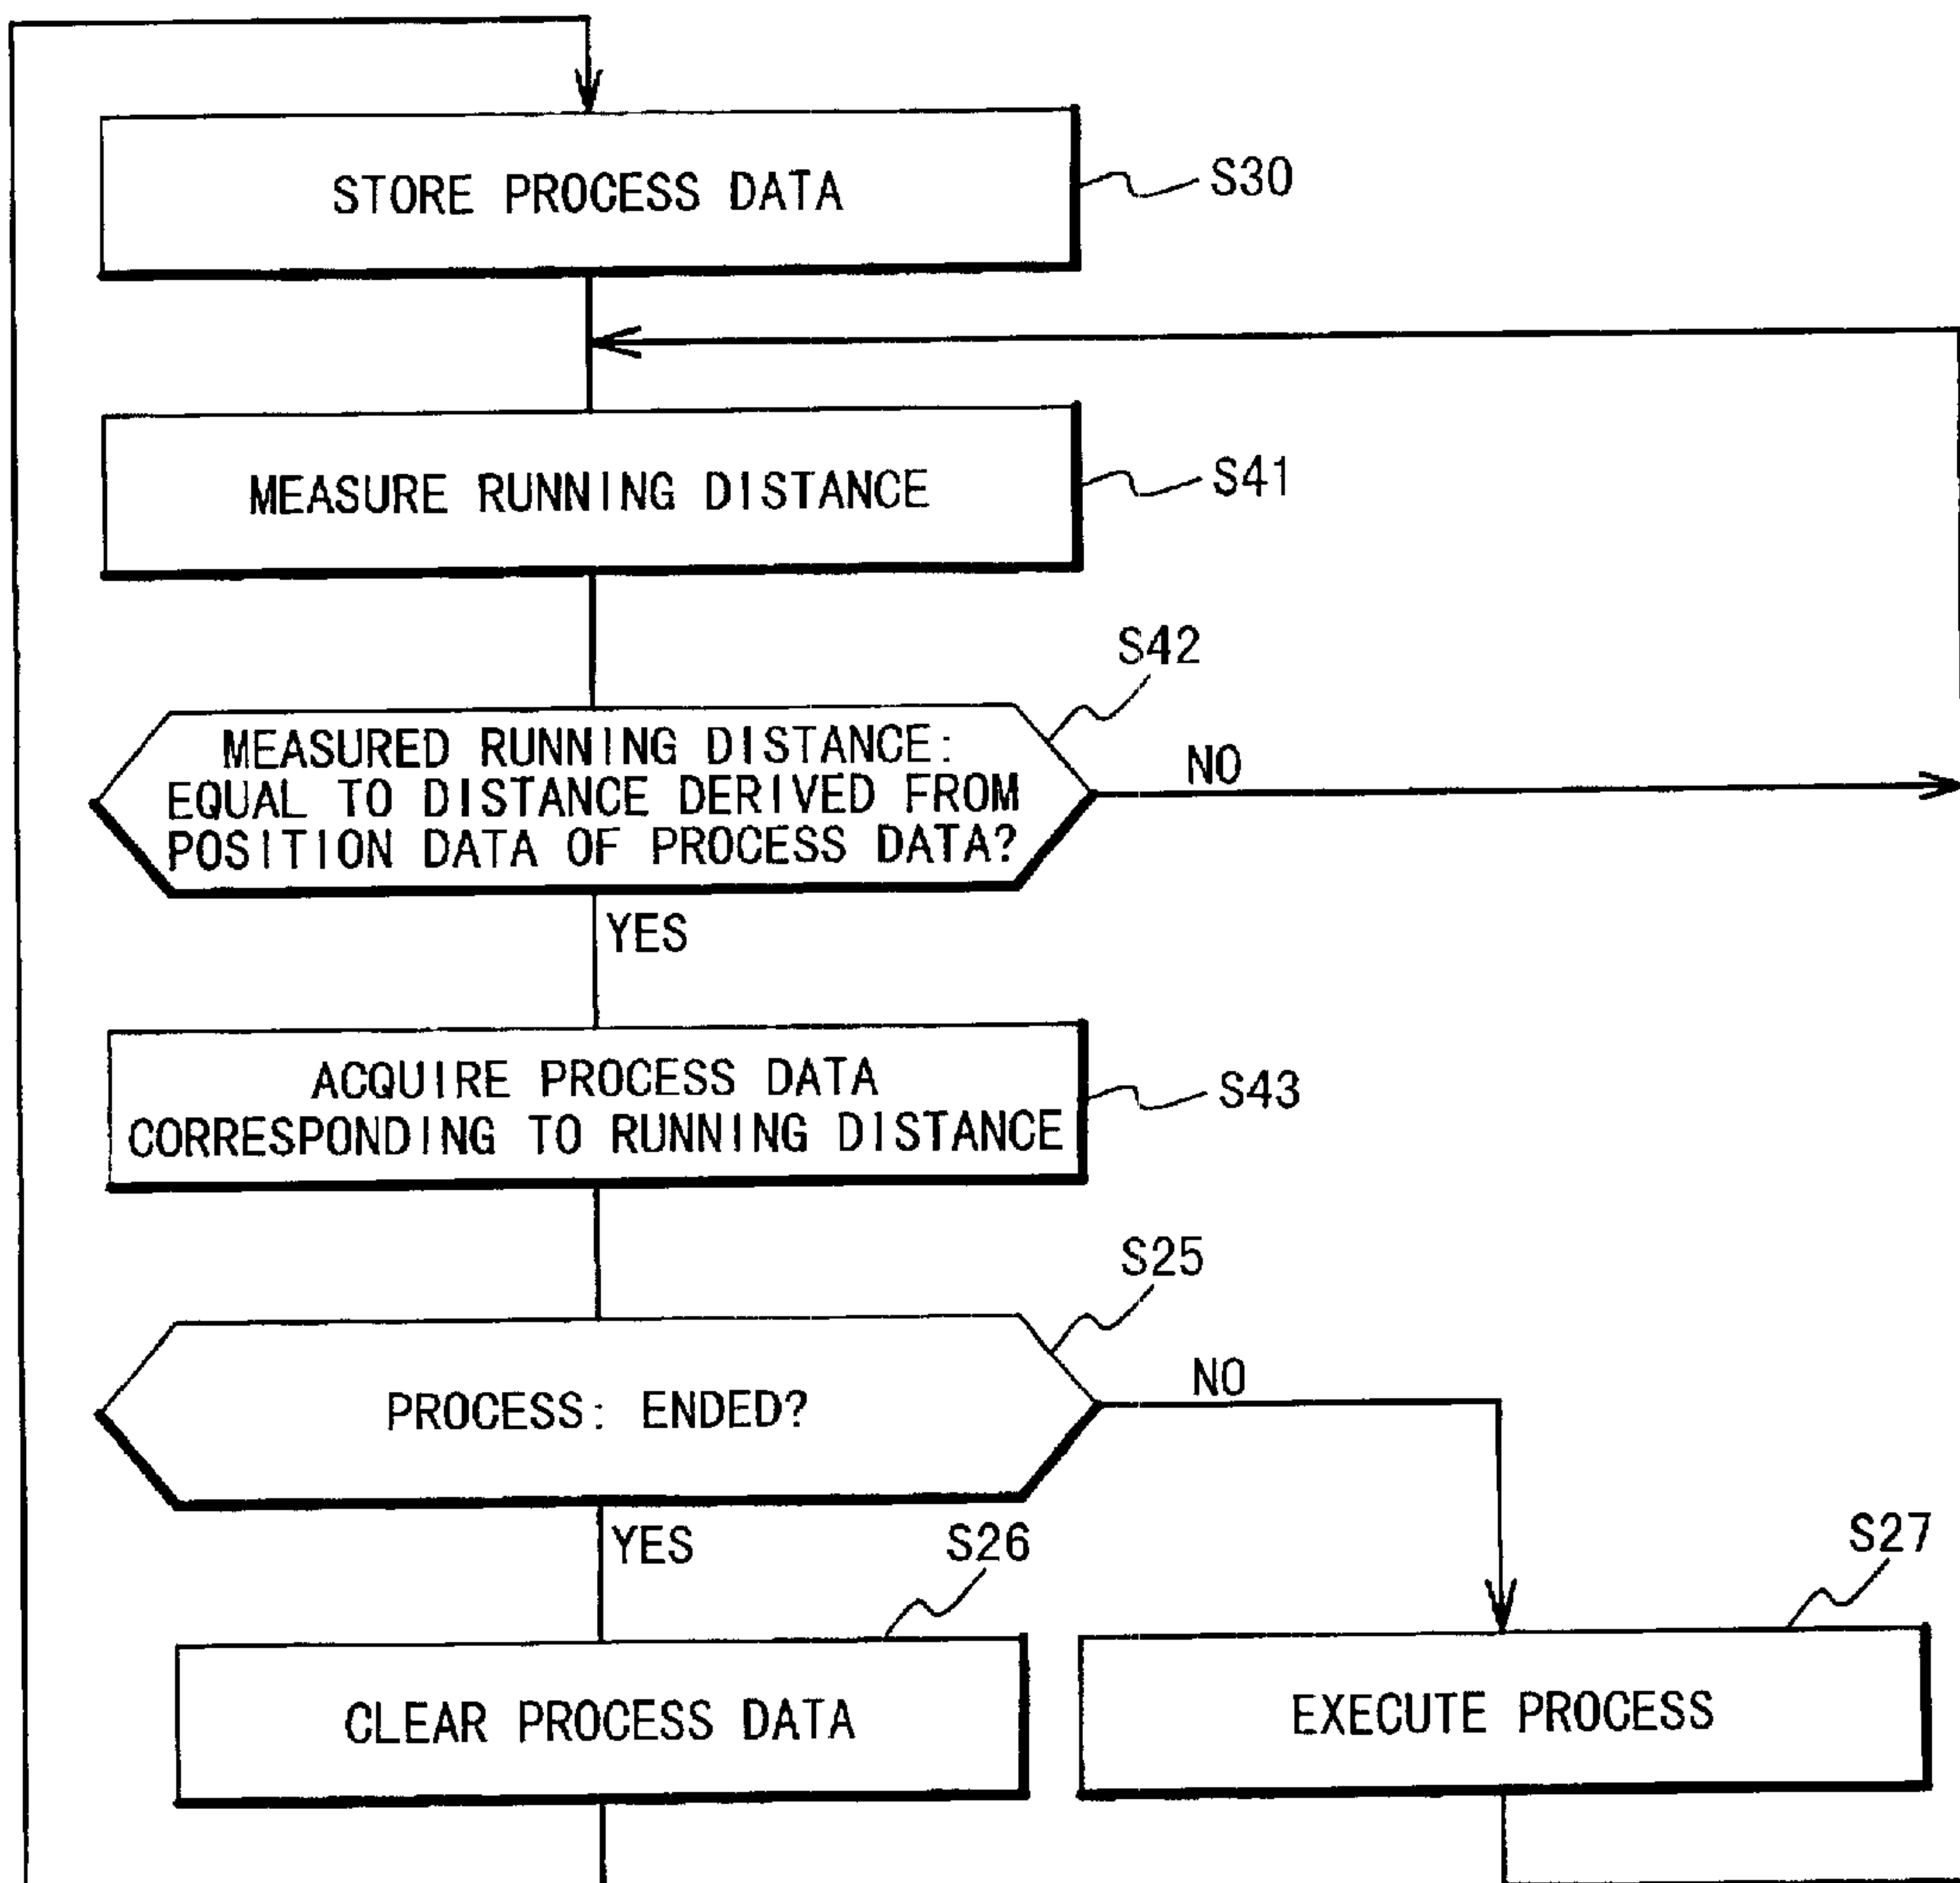 STORE PROCESS DATA
S30
MEASURE RUNNING DISTANCE
S41
S42
MEASURED RUNNING DISTANCE:
EQUAL TO DISTANCE DERIVED FROM
POSITION DATA OF PROCESS DATA?
NO
YES
ACQUIRE PROCESS DATA
CORRESPONDING TO RUNNING DISTANCE
S43
S25
PROCESS: ENDED?
NO
YES
S26
S27
CLEAR PROCESS DATA
EXECUTE PROCESS